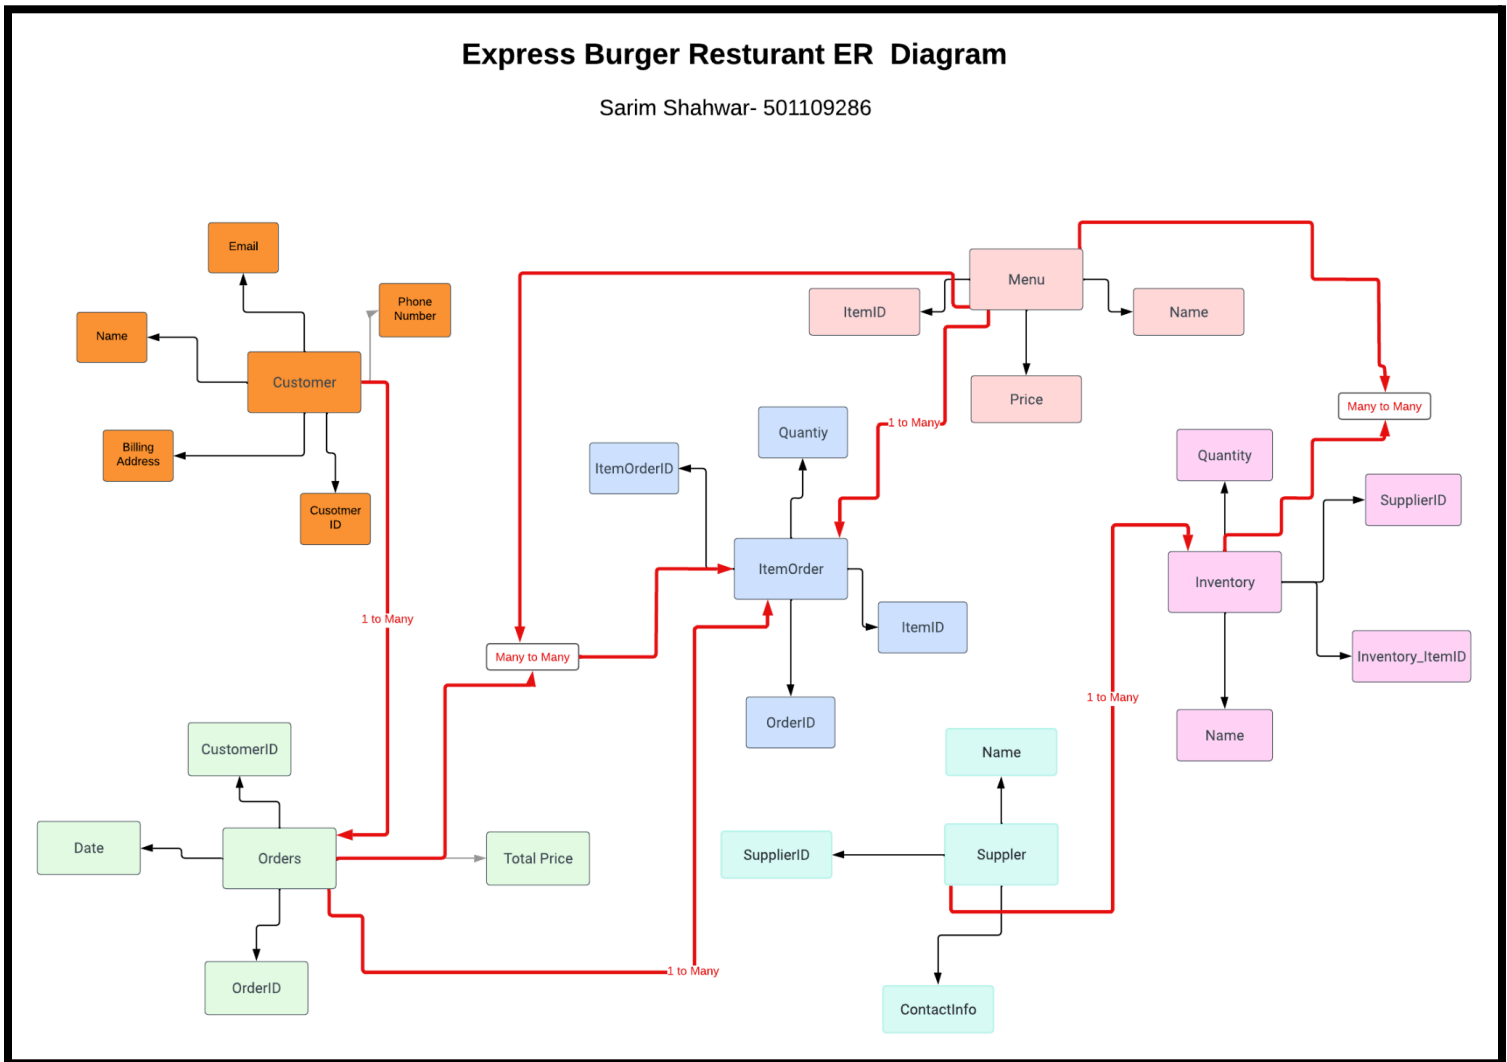 Express Burger Resturant ER Diagram
Sarim Shahwar- 501109286
Email
Phone
Number
Name
Customer
Billing
Address
Cusotmer
ID
1 to Many
Menu
ItemID
Name
Price
Many to Many
1 to Many
Quantiy
ItemOrderID
ItemOrder
ItemID
OrderID
Many to Many
Quantity
SupplierID
Inventory
Inventory_ItemID
Name
1 to Many
CustomerID
Date
Orders
Total Price
OrderID
1 to Many
Name
SupplierID
Suppler
ContactInfo